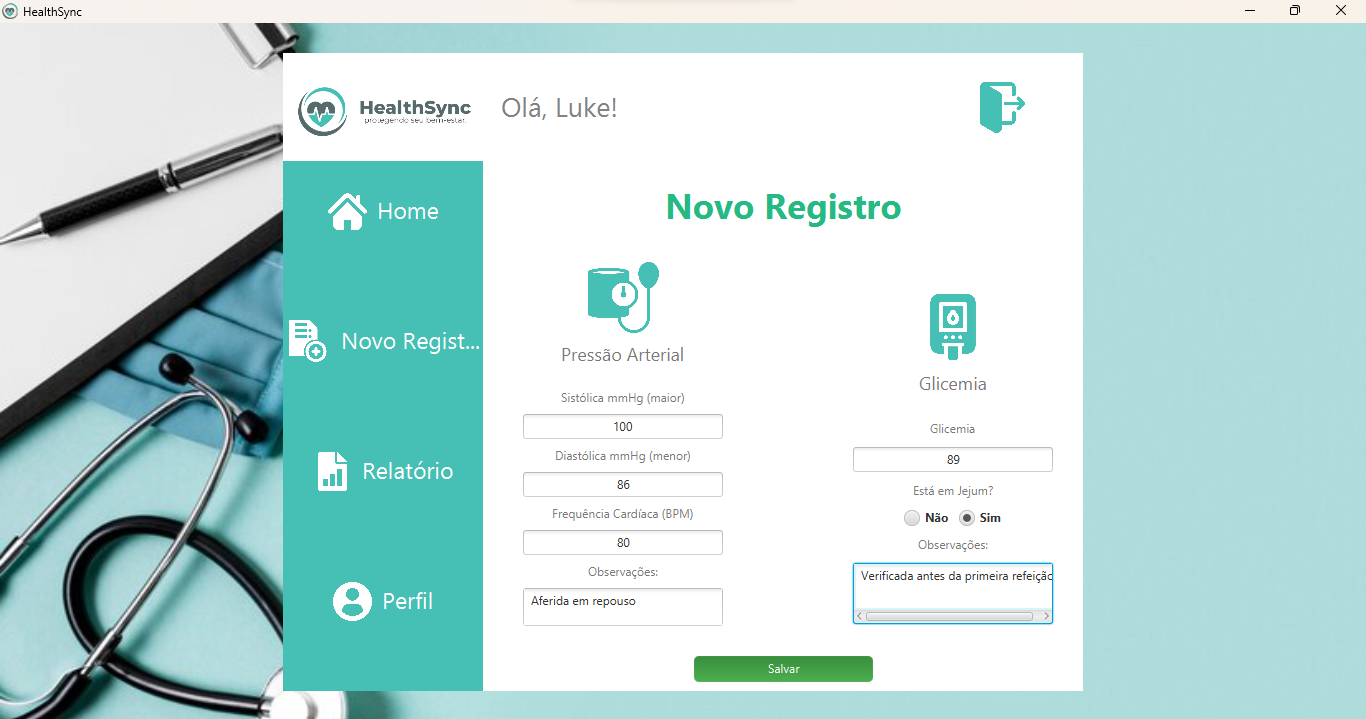 HealthSync
HealthSync
protegendo seu bem-estar.
Olá, Luke!
Home
Novo Regist...
Relatório
Perfil
Novo Registro
Pressão Arterial
Sistólica mmHg (maior)
100
Diastólica mmHg (menor)
86
Frequência Cardíaca (BPM)
80
Observações:
Aferida em repouso
Glicemia
Glicemia
89
Está em Jejum?
Não Sim
Observações:
Verificada antes da primeira refeição
Salvar